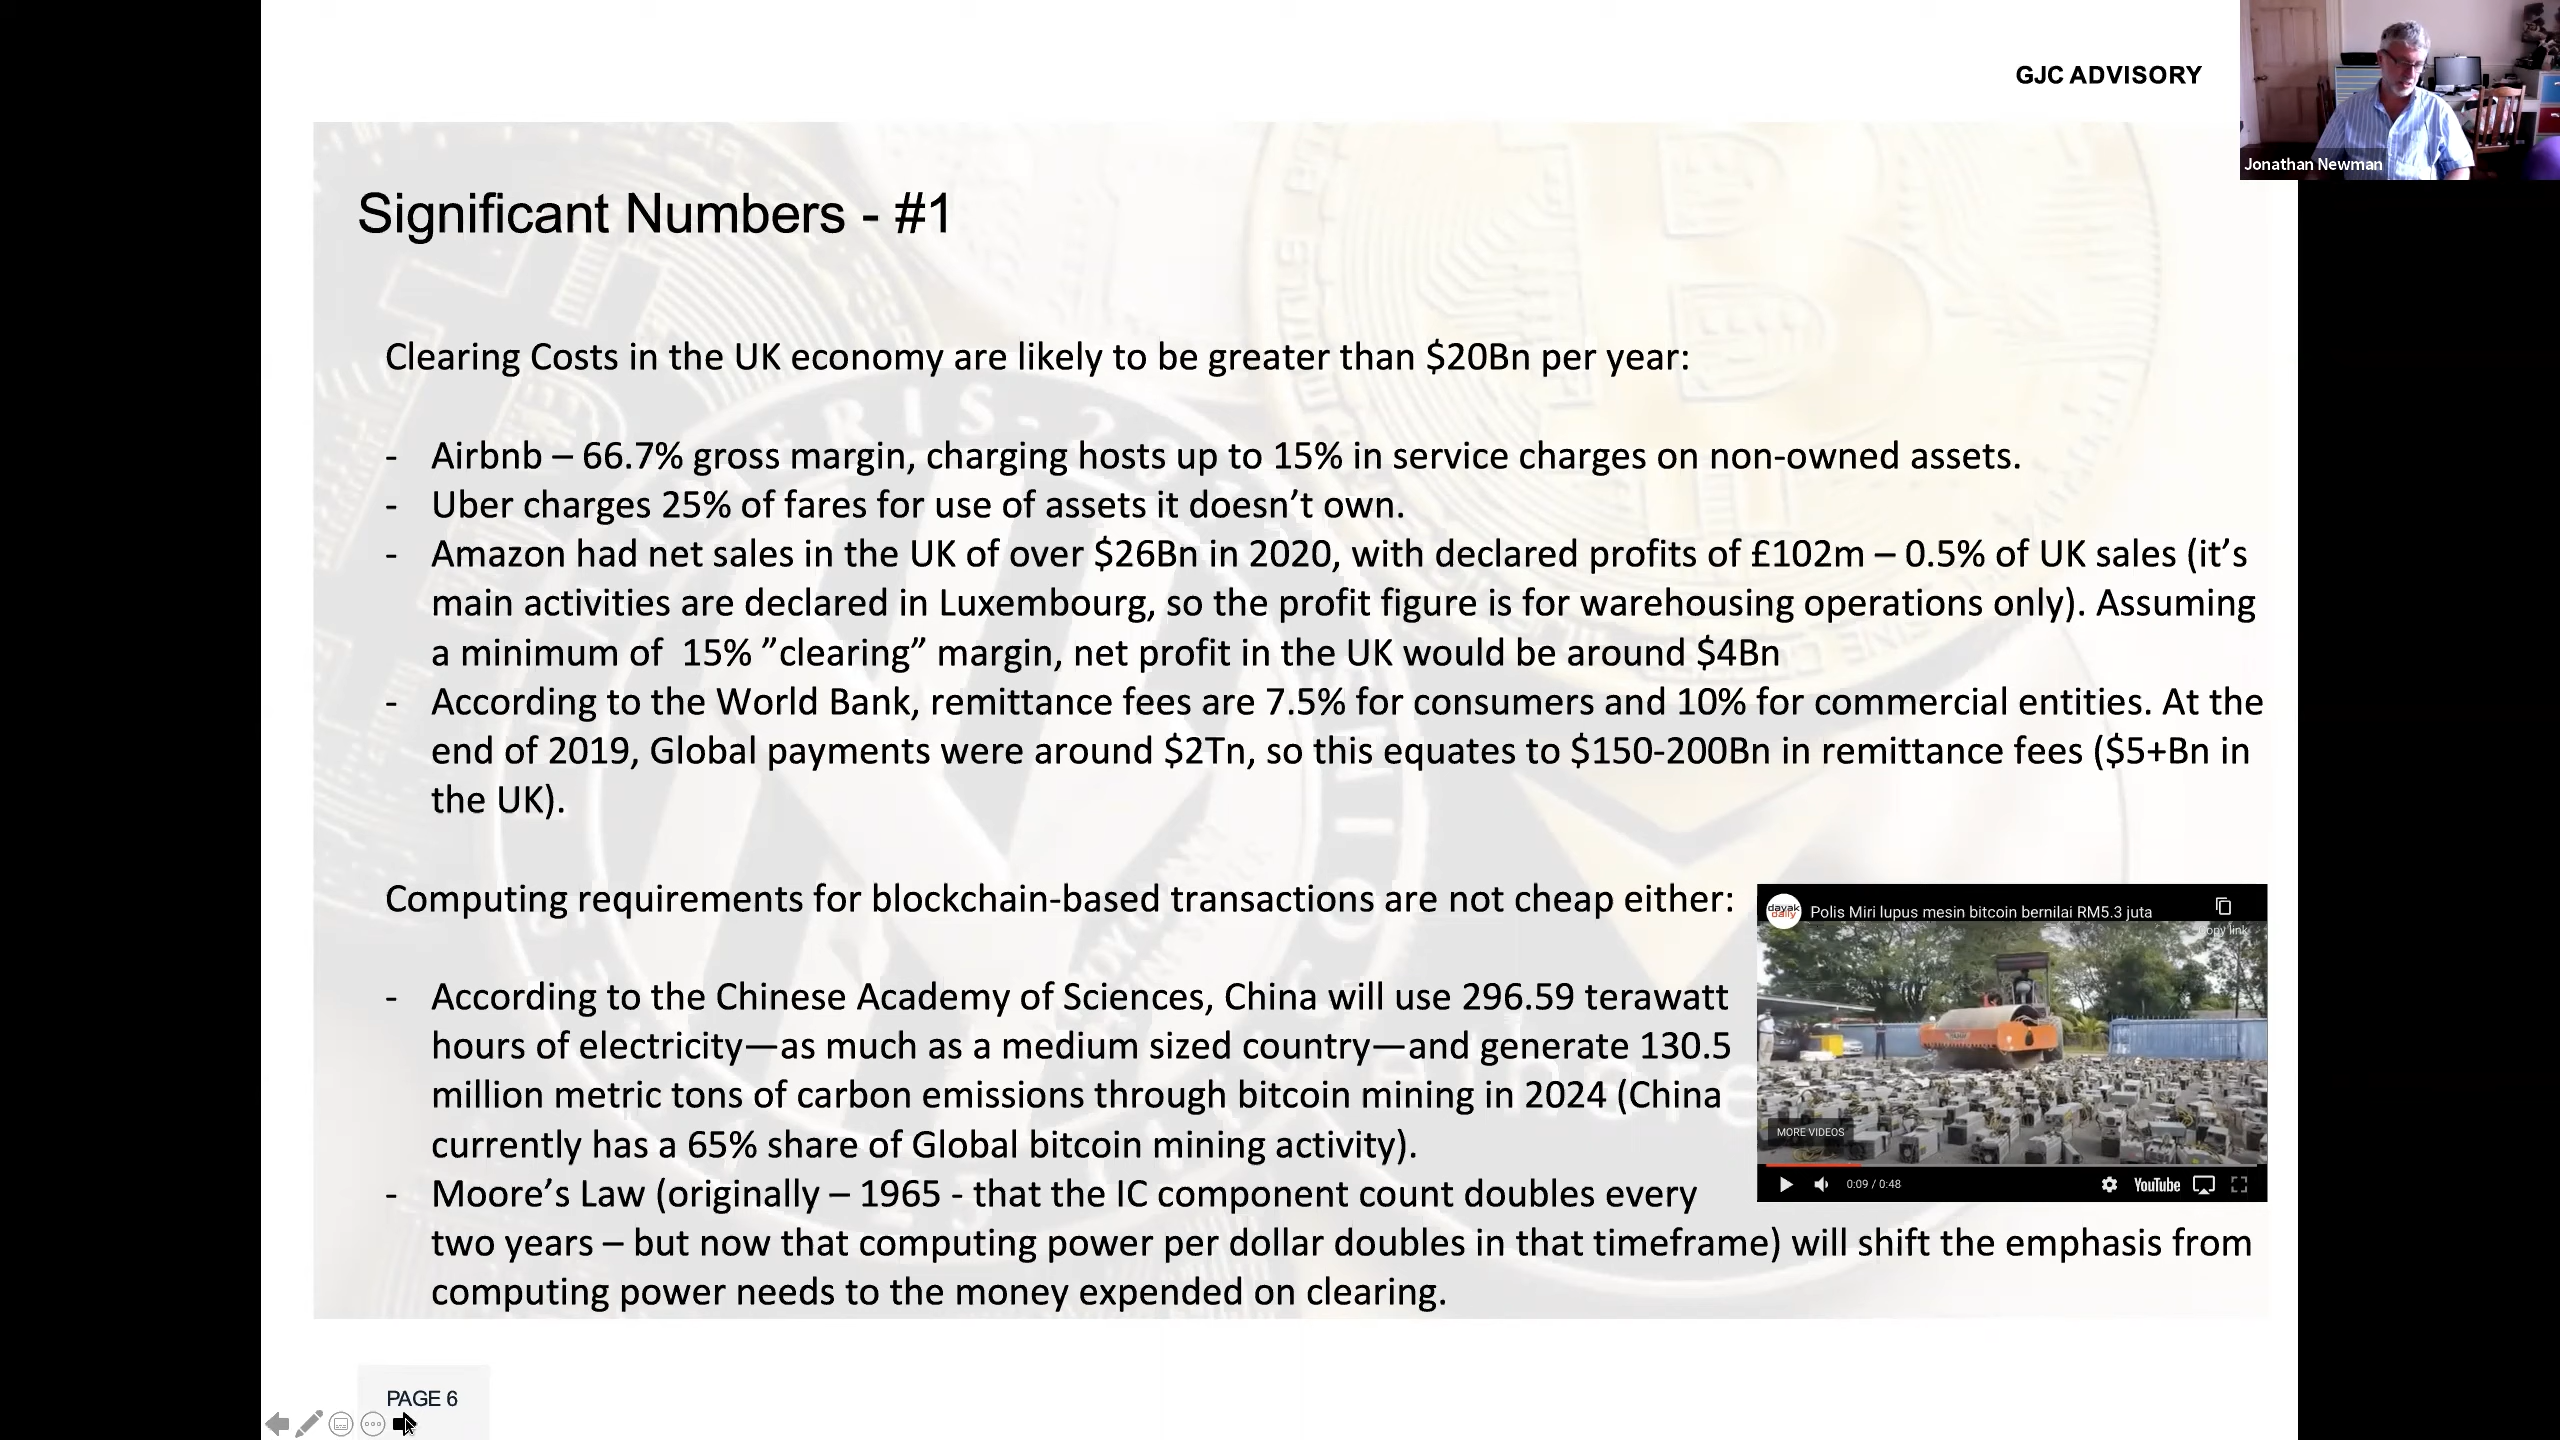 GJC ADVISORY
Jonathan Newman
Significant Numbers - #1
Clearing Costs in the UK economy are likely to be greater than $20Bn per year:
- Airbnb – 66.7% gross margin, charging hosts up to 15% in service charges on non-owned assets.
- Uber charges 25% of fares for use of assets it doesn’t own.
- Amazon had net sales in the UK of over $26Bn in 2020, with declared profits of £102m – 0.5% of UK sales (it’s
main activities are declared in Luxembourg, so the profit figure is for warehousing operations only). Assuming
a minimum of 15% ”clearing” margin, net profit in the UK would be around $4Bn
- According to the World Bank, remittance fees are 7.5% for consumers and 10% for commercial entities. At the
end of 2019, Global payments were around $2Tn, so this equates to $150-200Bn in remittance fees ($5+Bn in
the UK).
Computing requirements for blockchain-based transactions are not cheap either:
- According to the Chinese Academy of Sciences, China will use 296.59 terawatt
hours of electricity—as much as a medium sized country—and generate 130.5
million metric tons of carbon emissions through bitcoin mining in 2024 (China
currently has a 65% share of Global bitcoin mining activity).
- Moore’s Law (originally – 1965 - that the IC component count doubles every
two years – but now that computing power per dollar doubles in that timeframe) will shift the emphasis from
computing power needs to the money expended on clearing.
dayak
daily
Polis Miri lupus mesin bitcoin bernilai RM5.3 juta
Copy link
MORE VIDEOS
0:09 / 0:48
YouTube
PAGE 6